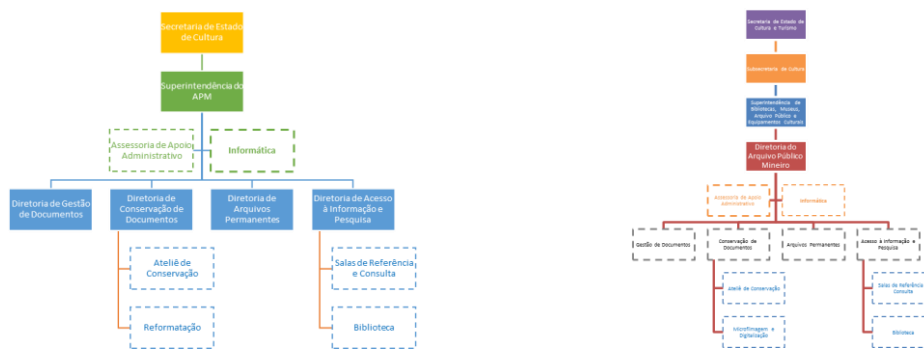 Secretaria de Estado
de Cultura
Superintendência do
APM
Assessoria de Apoio
Administrativo
Informática
Diretoria de Gestão
de Documentos
Diretoria de
Conservação de
Documentos
Diretoria de
Arquivos
Permanentes
Diretoria de Acesso
à Informação e
Pesquisa
Ateliê de
Conservação
Salas de Referência
e Consulta
Reformatação
Biblioteca
Secretaria de Estado de
Cultura e Turismo
Subsecretaria de Cultura
Superintendência de
Bibliotecas, Museus,
Arquivo Público e
Equipamentos Culturais
Diretoria do
Arquivo Público
Mineiro
Assessoria de Apoio
Administrativo
Informática
Gestão de Documentos
Conservação de
Documentos
Arquivos Permanentes
Acesso à informação e
Pesquisa
Ateliê de Conservação
Salas de Referência e
Consulta
Microfilmagem e
Digitalização
Biblioteca